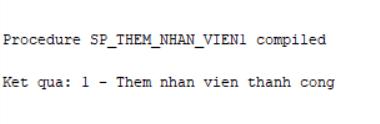 Procedure SP_THEM_NHAN_VIEN1 compiled
Ket qua: 1 - Them nhan vien thanh cong